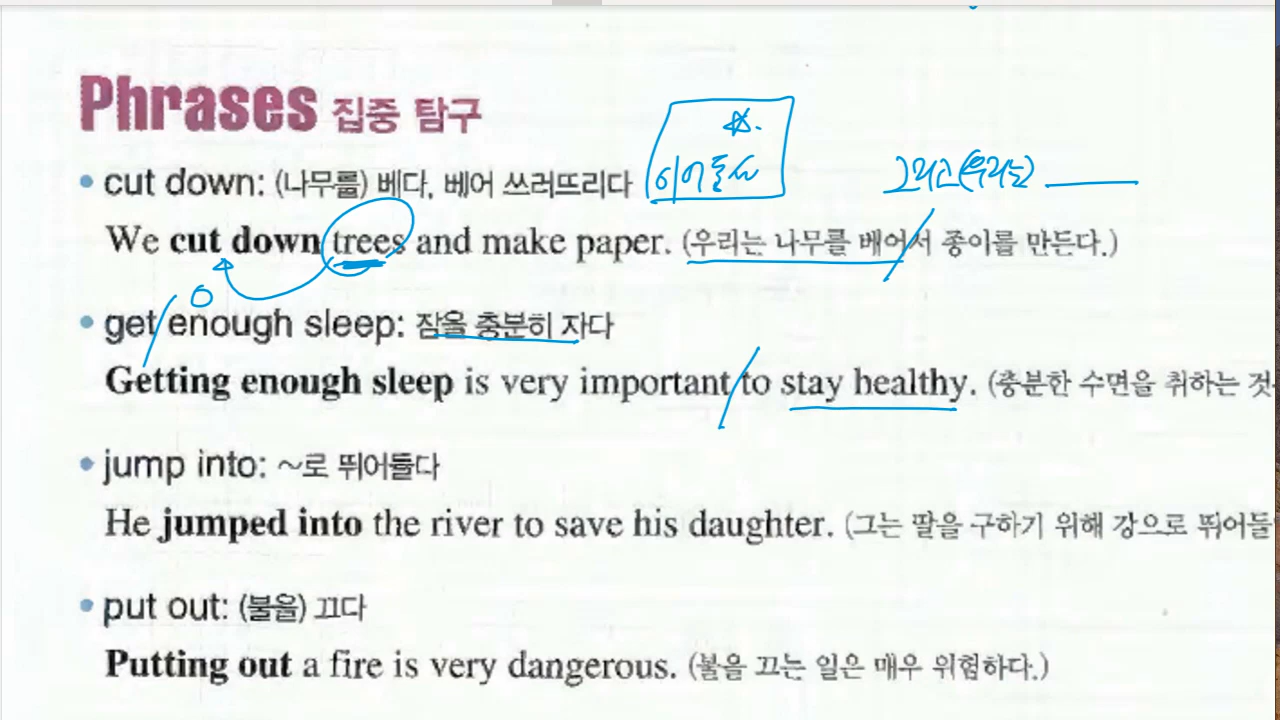 Phrases 집중 탐구
• cut down: (나무를) 베다, 베어 쓰러뜨리다
그리고 (우리는)
We cut down trees and make paper. (우리는 나무를 베어서 종이를 만든다.)
• get enough sleep: 잠을 충분히 자다
Getting enough sleep is very important to stay healthy. (충분한 수면을 취하는 것
• jump into: ~로 뛰어들다
He jumped into the river to save his daughter. (그는 딸을 구하기 위해 강으로 뛰어들
• put out: (불을) 끄다
Putting out a fire is very dangerous. (불을 끄는 일은 매우 위험하다.)